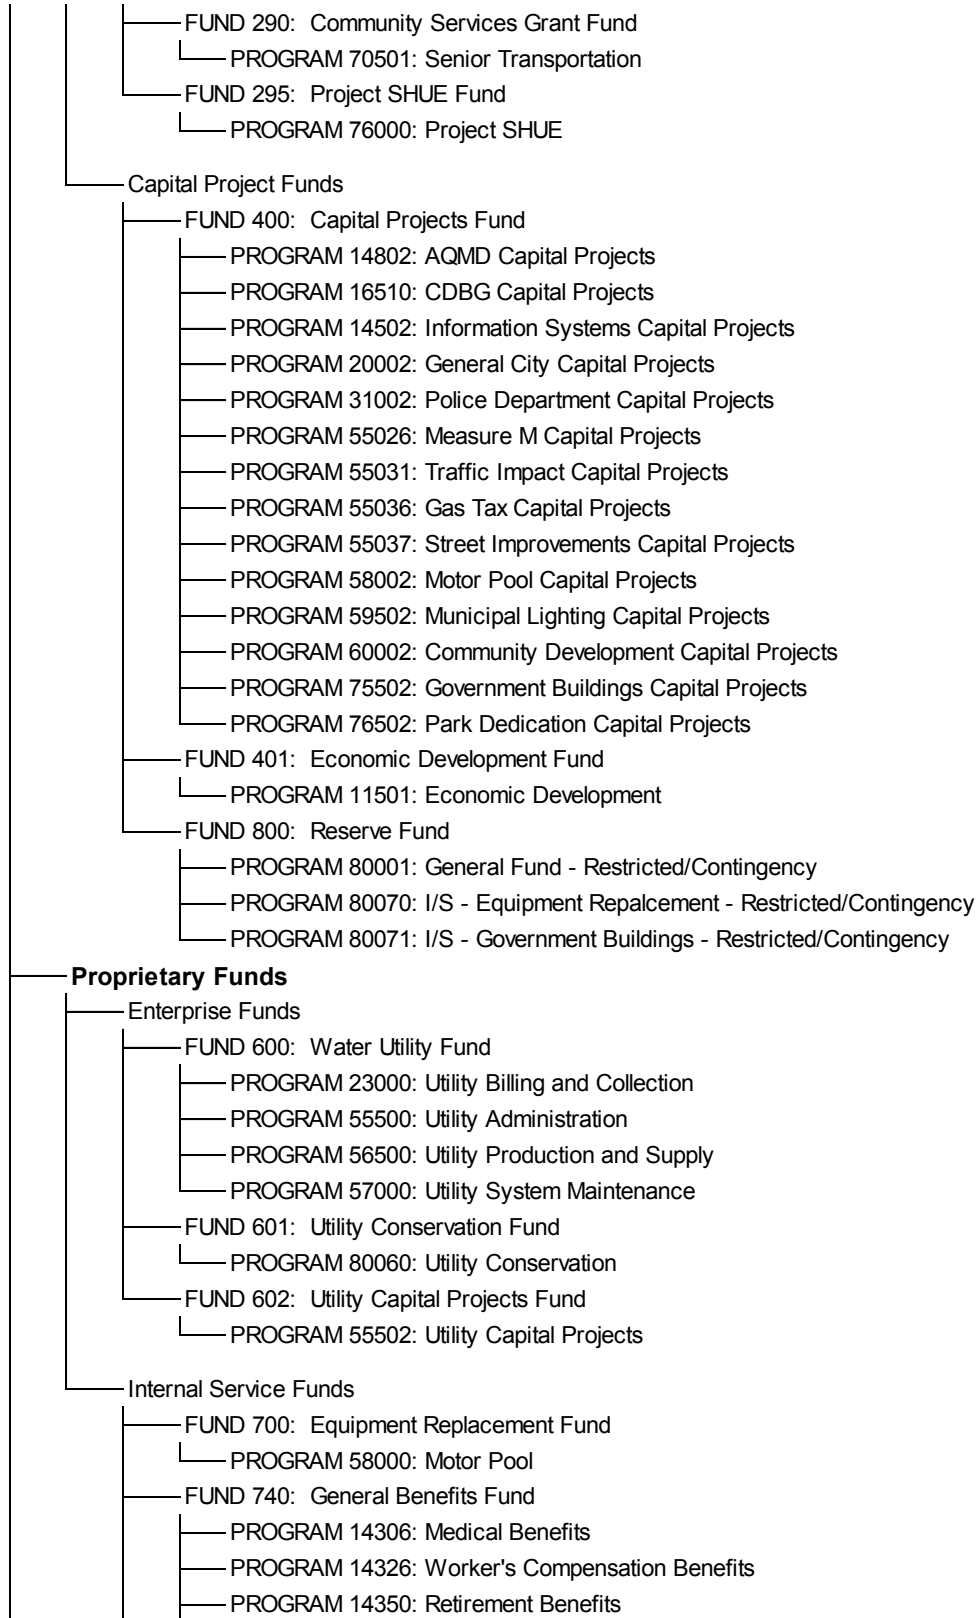 FUND 290: Community Services Grant Fund
PROGRAM 70501: Senior Transportation
FUND 295: Project SHUE Fund
PROGRAM 76000: Project SHUE
Capital Project Funds
FUND 400: Capital Projects Fund
PROGRAM 14802: AQMD Capital Projects
PROGRAM 16510: CDBG Capital Projects
PROGRAM 14502: Information Systems Capital Projects
PROGRAM 20002: General City Capital Projects
PROGRAM 31002: Police Department Capital Projects
PROGRAM 55026: Measure M Capital Projects
PROGRAM 55031: Traffic Impact Capital Projects
PROGRAM 55036: Gas Tax Capital Projects
PROGRAM 55037: Street Improvements Capital Projects
PROGRAM 58002: Motor Pool Capital Projects
PROGRAM 59502: Municipal Lighting Capital Projects
PROGRAM 60002: Community Development Capital Projects
PROGRAM 75502: Government Buildings Capital Projects
PROGRAM 76502: Park Dedication Capital Projects
FUND 401: Economic Development Fund
PROGRAM 11501: Economic Development
FUND 800: Reserve Fund
PROGRAM 80001: General Fund - Restricted/Contingency
PROGRAM 80070: I/S - Equipment Repalcement - Restricted/Contingency
PROGRAM 80071: I/S - Government Buildings - Restricted/Contingency
Proprietary Funds
Enterprise Funds
FUND 600: Water Utility Fund
PROGRAM 23000: Utility Billing and Collection
PROGRAM 55500: Utility Administration
PROGRAM 56500: Utility Production and Supply
PROGRAM 57000: Utility System Maintenance
FUND 601: Utility Conservation Fund
PROGRAM 80060: Utility Conservation
FUND 602: Utility Capital Projects Fund
PROGRAM 55502: Utility Capital Projects
Internal Service Funds
FUND 700: Equipment Replacement Fund
PROGRAM 58000: Motor Pool
FUND 740: General Benefits Fund
PROGRAM 14306: Medical Benefits
PROGRAM 14326: Worker's Compensation Benefits
PROGRAM 14350: Retirement Benefits